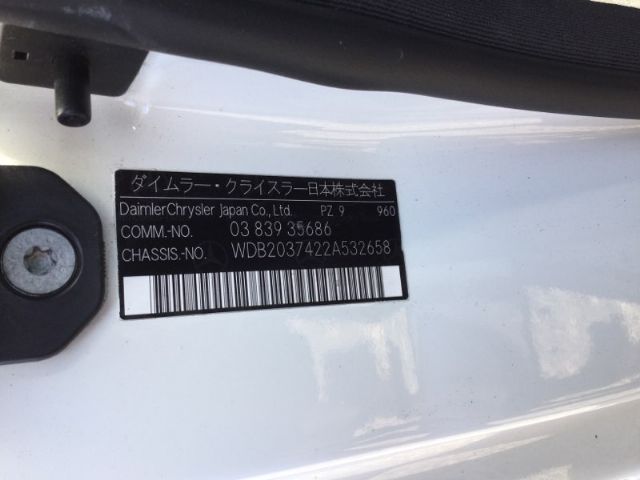 ダイムラー・クライスラー日本株式会社
DaimlerChrysler Japan Co., Ltd. PZ 9 960
COMM.-NO. 03 839 35686
CHASSIS.-NO. WDB2037422A532658